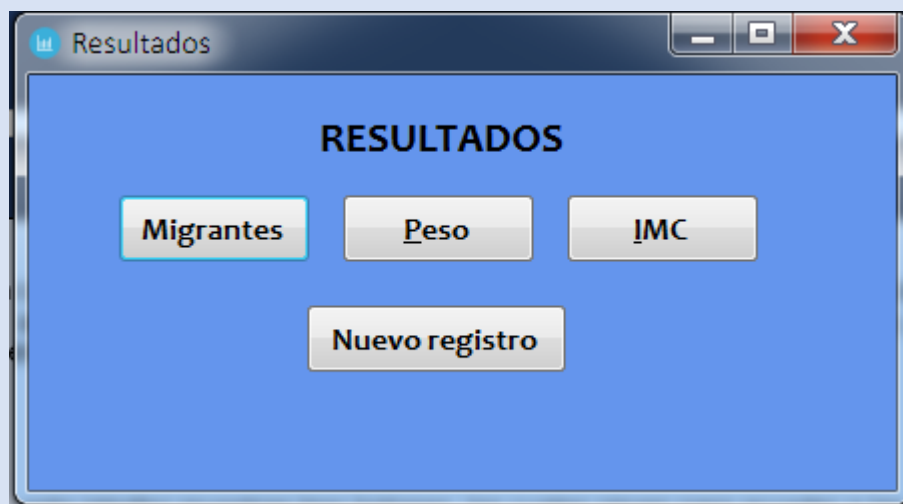 Resultados
RESULTADOS
Migrantes Peso IMC
Nuevo registro